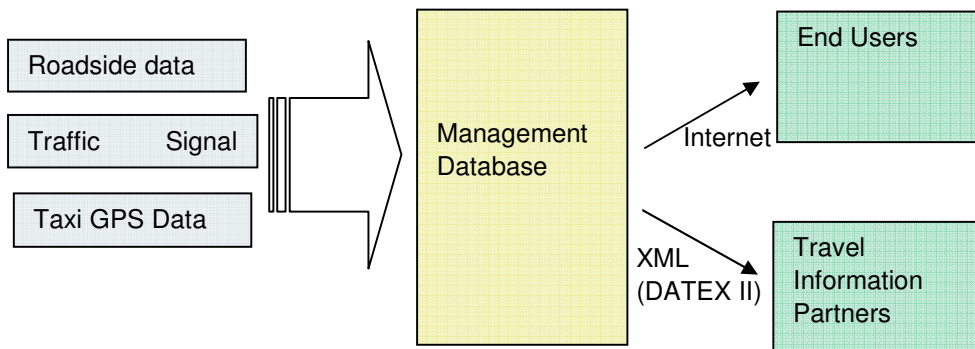 Roadside data
Traffic Signal
Taxi GPS Data
Management
Database
Internet
XML
(DATEX II)
End Users
Travel
Information
Partners